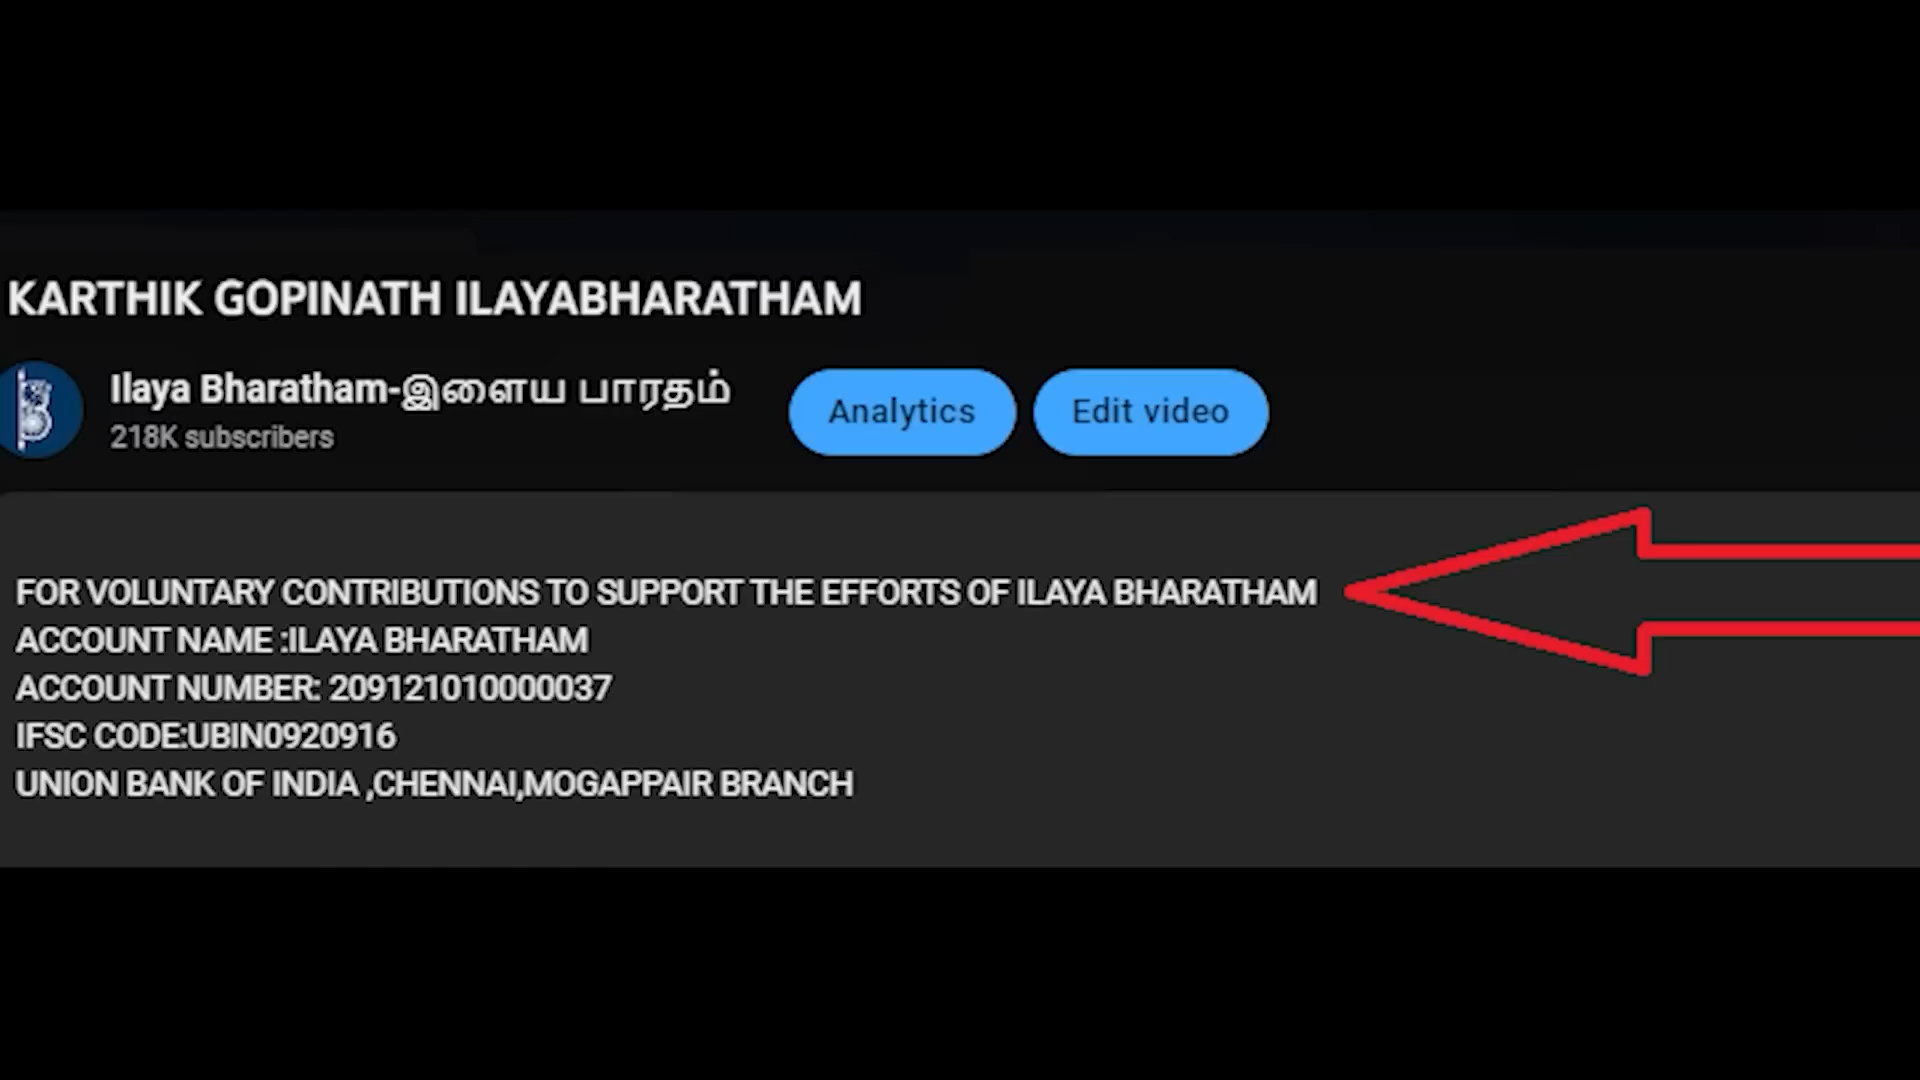 KARTHIK GOPINATH ILAYABHARATHAM
Ilaya Bharatham-இளைய பாரதம்
218K subscribers
Analytics
Edit video
FOR VOLUNTARY CONTRIBUTIONS TO SUPPORT THE EFFORTS OF ILAYA BHARATHAM
ACCOUNT NAME :ILAYA BHARATHAM
ACCOUNT NUMBER: 209121010000037
IFSC CODE:UBIN0920916
UNION BANK OF INDIA ,CHENNAI,MOGAPPAIR BRANCH